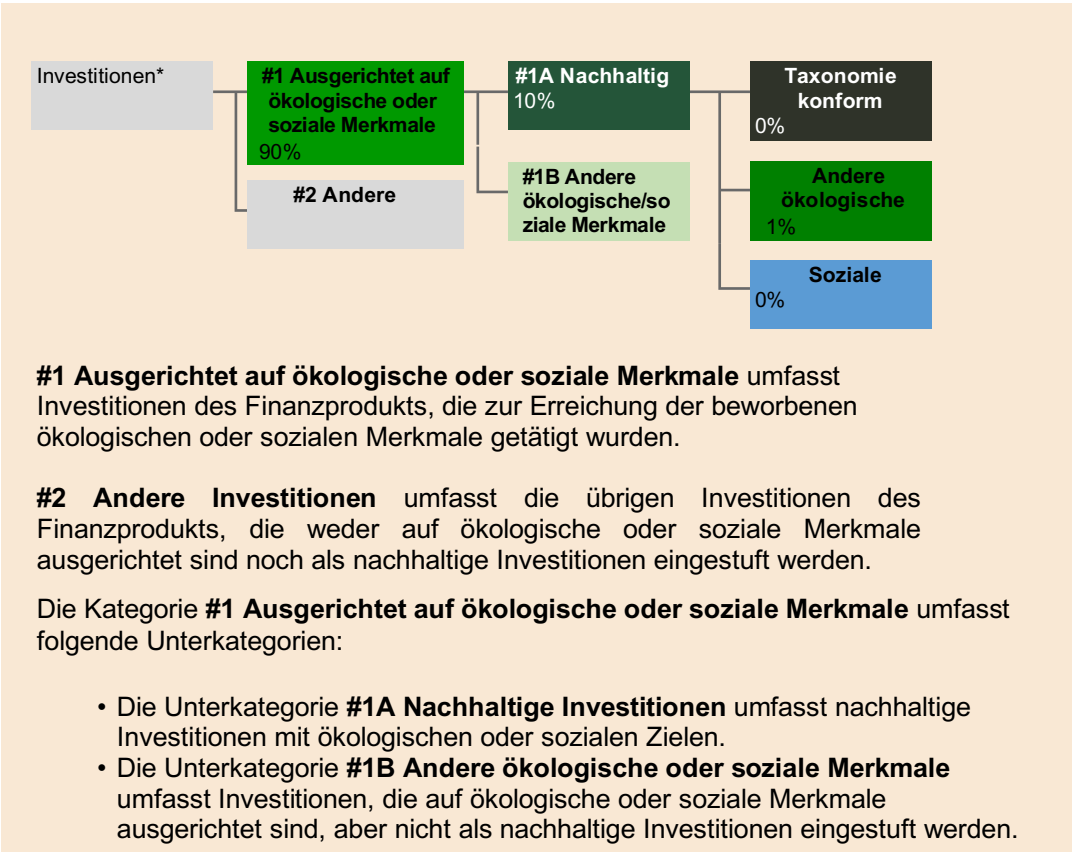 Investitionen*
#1 Ausgerichtet auf
ökologische oder
soziale Merkmale
90%
#2 Andere
#1A Nachhaltig
10%
#1B Andere
ökologische/so
ziale Merkmale
Taxonomie
konform
0%
Andere
ökologische
1%
Soziale
0%
#1 Ausgerichtet auf ökologische oder soziale Merkmale umfasst
Investitionen des Finanzprodukts, die zur Erreichung der beworbenen
ökologischen oder sozialen Merkmale getätigt wurden.
#2 Andere Investitionen umfasst die übrigen Investitionen des
Finanzprodukts, die weder auf ökologische oder soziale Merkmale
ausgerichtet sind noch als nachhaltige Investitionen eingestuft werden.
Die Kategorie #1 Ausgerichtet auf ökologische oder soziale Merkmale umfasst
folgende Unterkategorien:
• Die Unterkategorie #1A Nachhaltige Investitionen umfasst nachhaltige
Investitionen mit ökologischen oder sozialen Zielen.
• Die Unterkategorie #1B Andere ökologische oder soziale Merkmale
umfasst Investitionen, die auf ökologische oder soziale Merkmale
ausgerichtet sind, aber nicht als nachhaltige Investitionen eingestuft werden.